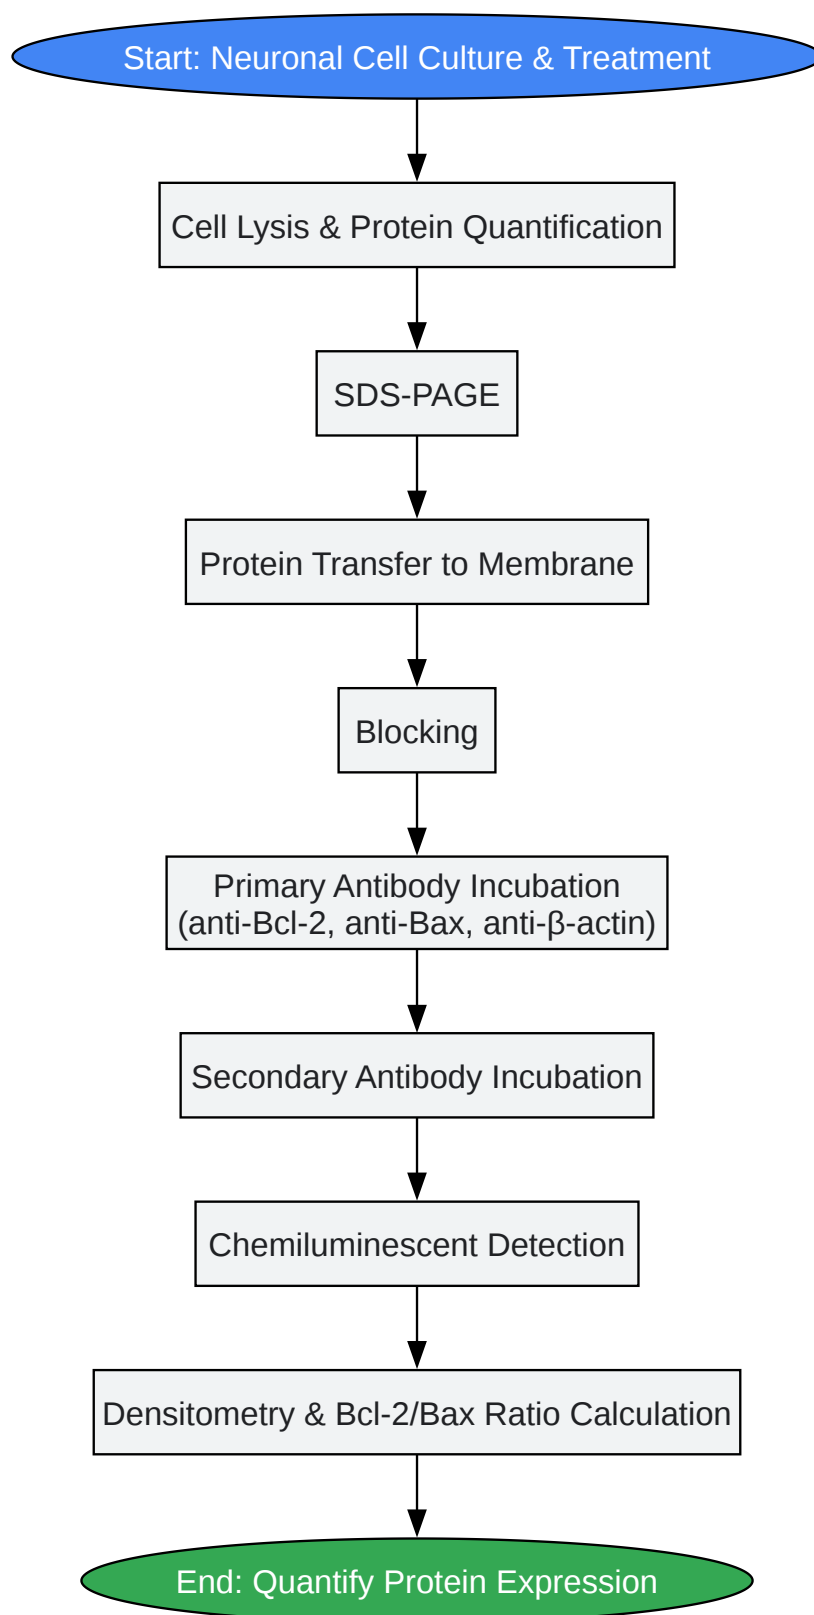 Start: Neuronal Cell Culture & Treatment
Cell Lysis & Protein Quantification
SDS-PAGE
Protein Transfer to Membrane
Blocking
Primary Antibody Incubation
(anti-Bcl-2, anti-Bax, anti-β-actin)
Secondary Antibody Incubation
Chemiluminescent Detection
Densitometry & Bcl-2/Bax Ratio Calculation
End: Quantify Protein Expression